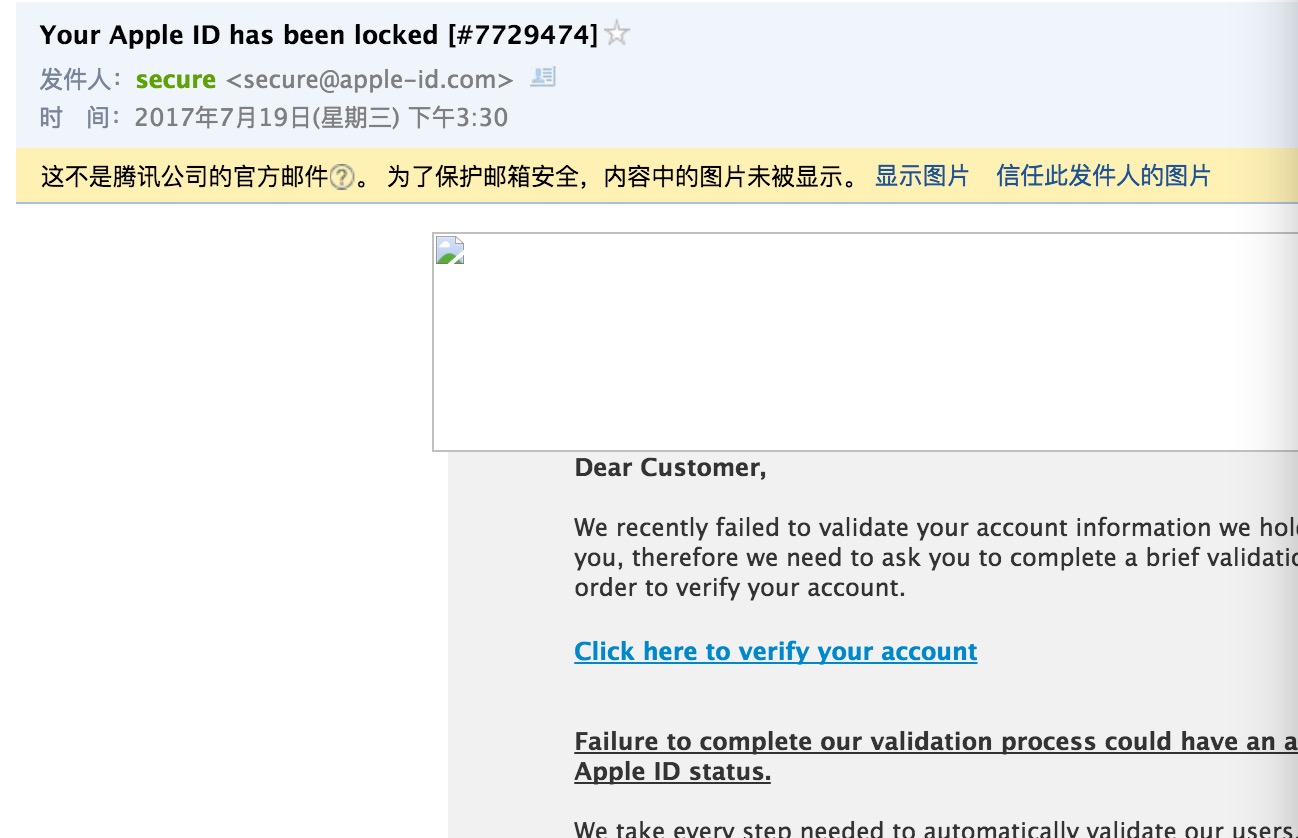 Your Apple ID has been locked [#7729474]
发件人：secure <secure@apple-id.com>
时　间：2017年7月19日(星期三) 下午3:30
这不是腾讯公司的官方邮件?。 为了保护邮箱安全，内容中的图片未被显示。 显示图片 信任此发件人的图片
Dear Customer,
We recently failed to validate your account information we
you, therefore we need to ask you to complete a brief
order to verify your account.
Click here to verify your account
Failure to complete our validation process could have an
Apple ID status.
We take every step needed to automatically validate our users